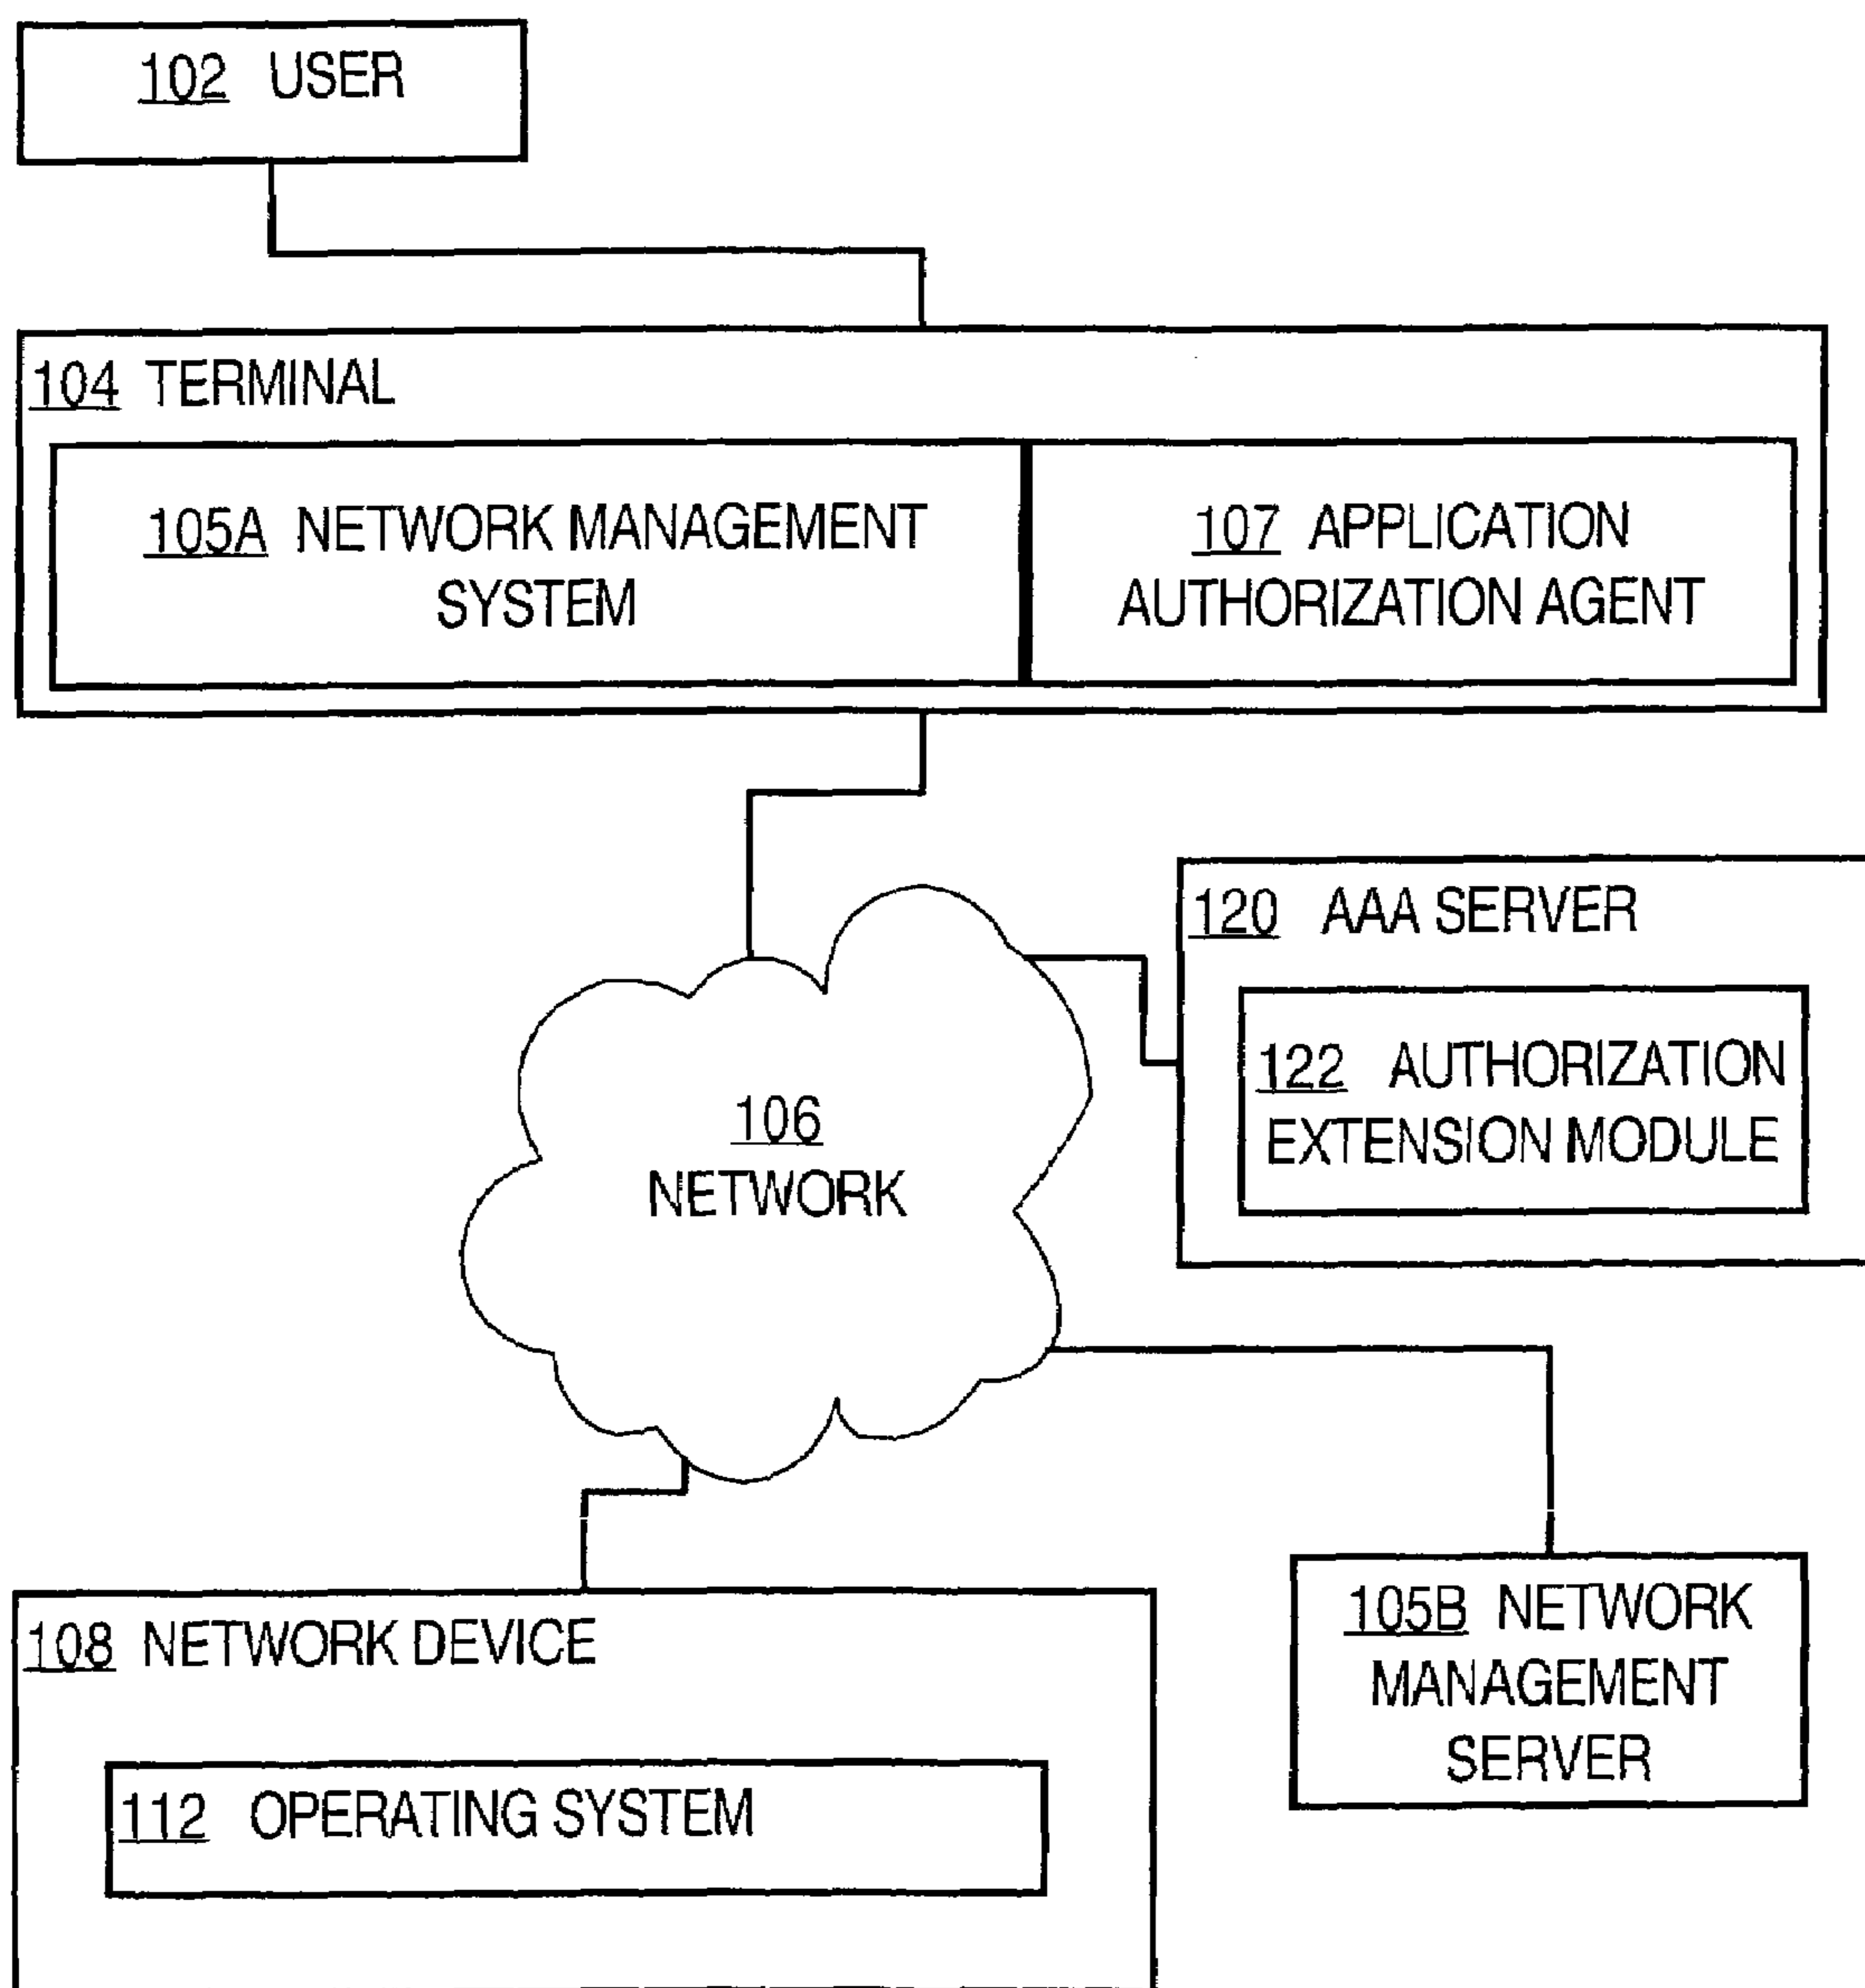 102 USER
104 TERMINAL
105A NETWORK MANAGEMENT
SYSTEM
107 APPLICATION
AUTHORIZATION AGENT
120 AAA SERVER
122 AUTHORIZATION
EXTENSION MODULE
106
NETWORK
108 NETWORK DEVICE
112 OPERATING SYSTEM
105B NETWORK
MANAGEMENT
SERVER